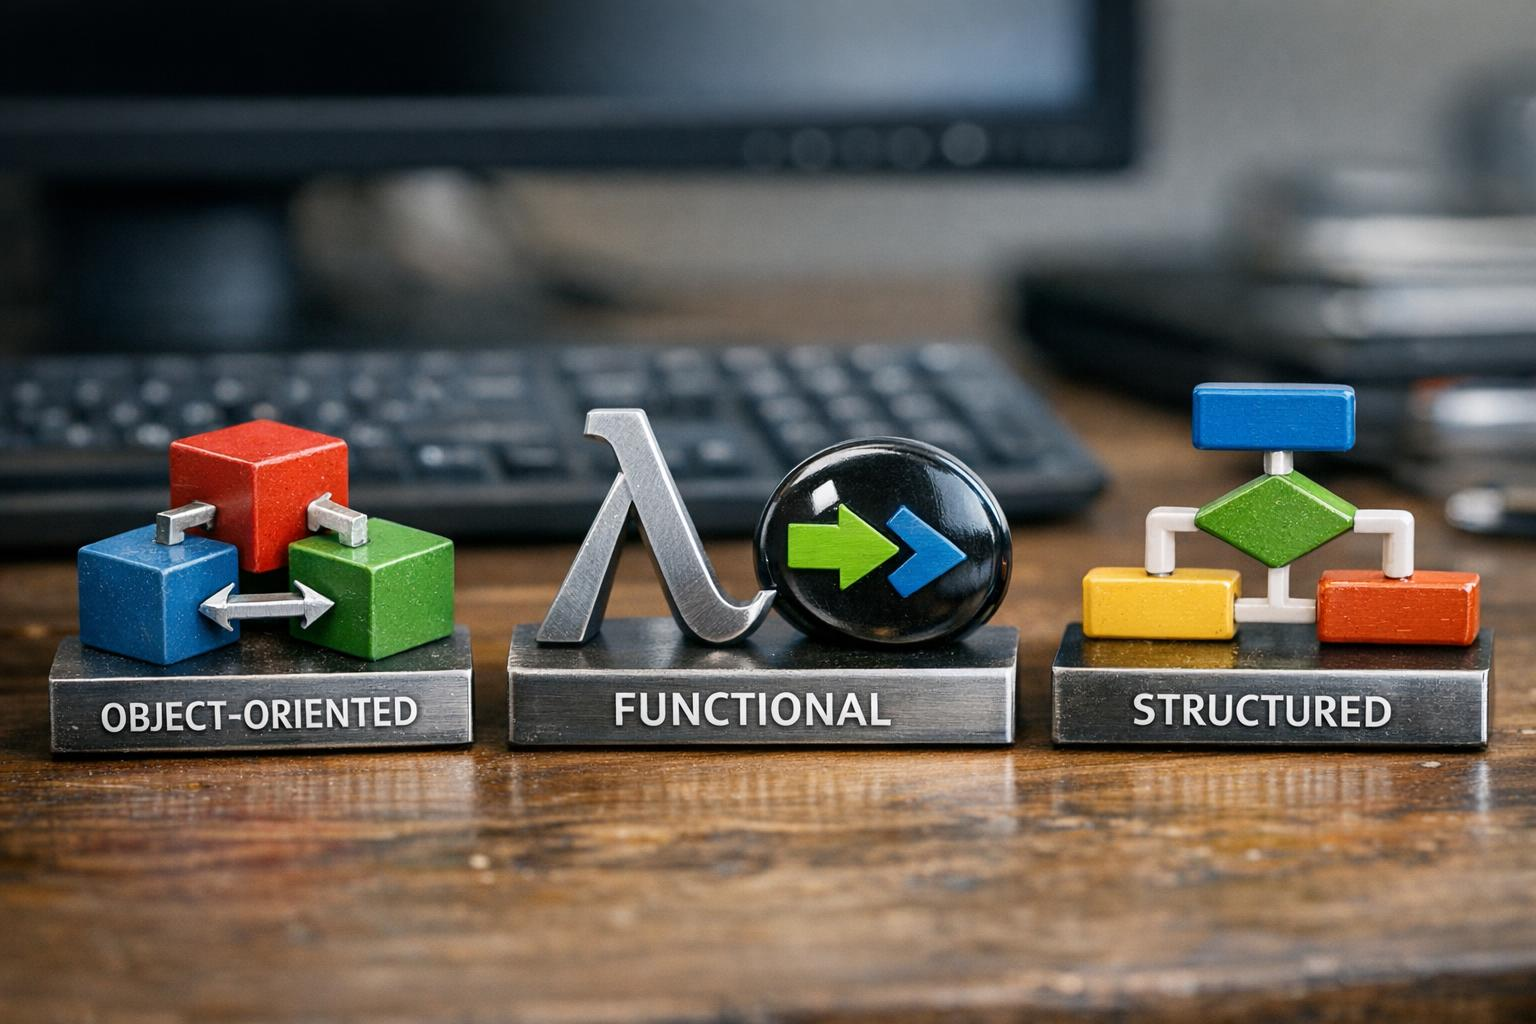 OBJECT-ORIENTED
λ
FUNCTIONAL
STRUCTURED